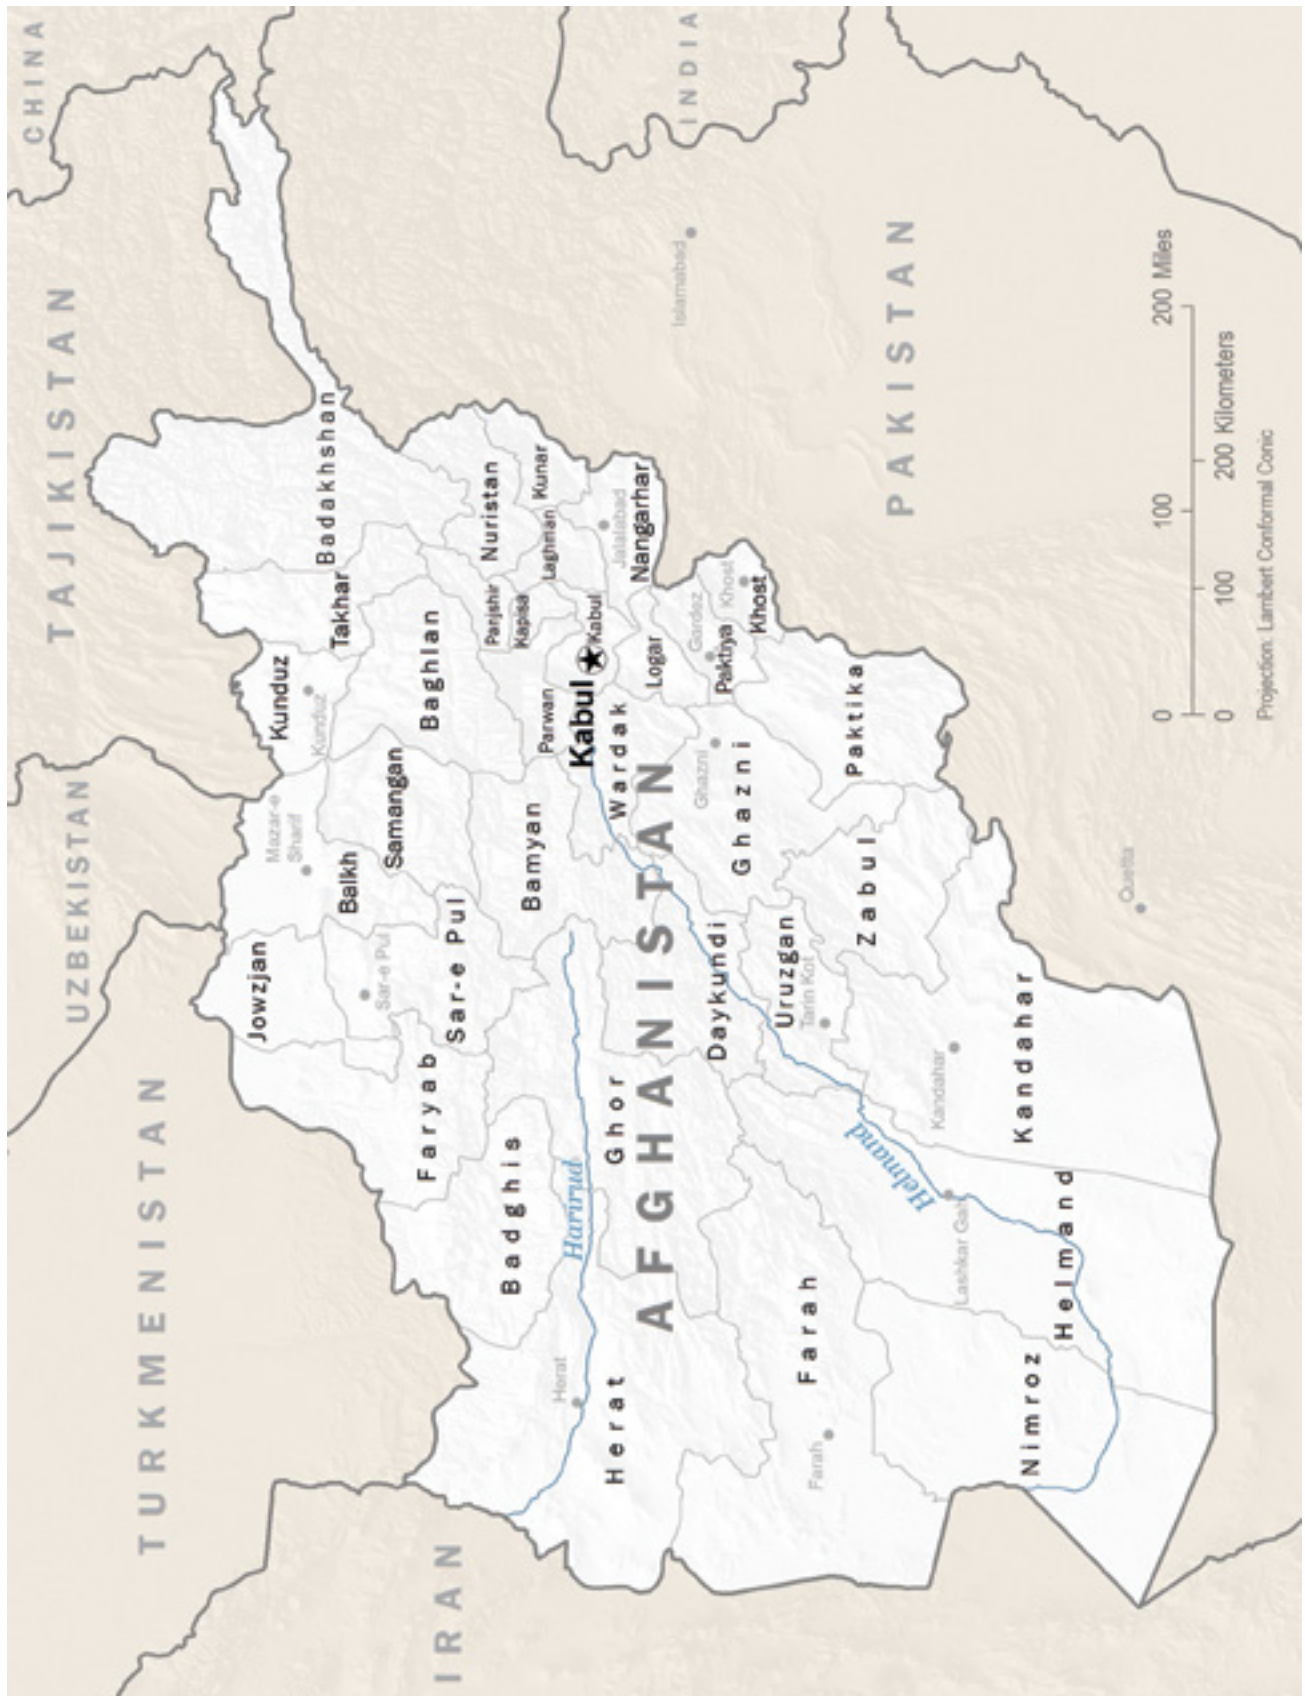 CHINA
TAJIKISTAN
UZBEKISTAN
TURKMENISTAN
IRAN
INDIA
PAKISTAN
AFGHANISTAN
Islamabad
Quetta
Badakhshan
Takhar
Kunduz
Kunduz
Mazar-e
Sharif
Balkh
Jowzjan
Sar-e Pul
Sar-e Pul
Samangan
Baghlan
Faryab
Badghis
Nuristan
Kunar
Laghman
Panjshir
Kapisa
Parwan
Bamyan
Kabul
Kabul
Jalalabad
Nangarhar
Logar
Wardak
Gardez
Paktiya
Khost
Khost
Ghazni
Ghazni
Paktika
Zabul
Daykundi
Uruzgan
Tarin Kot
Ghor
Harirud
Herat
Herat
Farah
Farah
Helmand
Lashkar Gah
Helmand
Nimroz
Kandahar
Kandahar
0 100 200 Miles
0 100 200 Kilometers
Projection: Lambert Conformal Conic